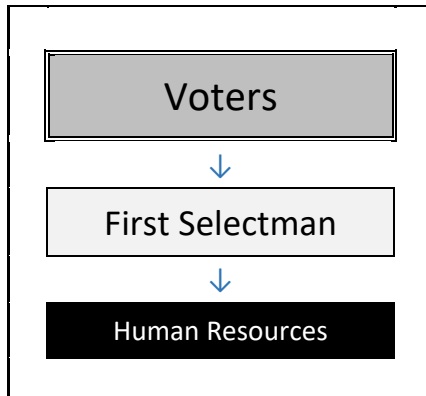 Voters
↓
First Selectman
↓
Human Resources